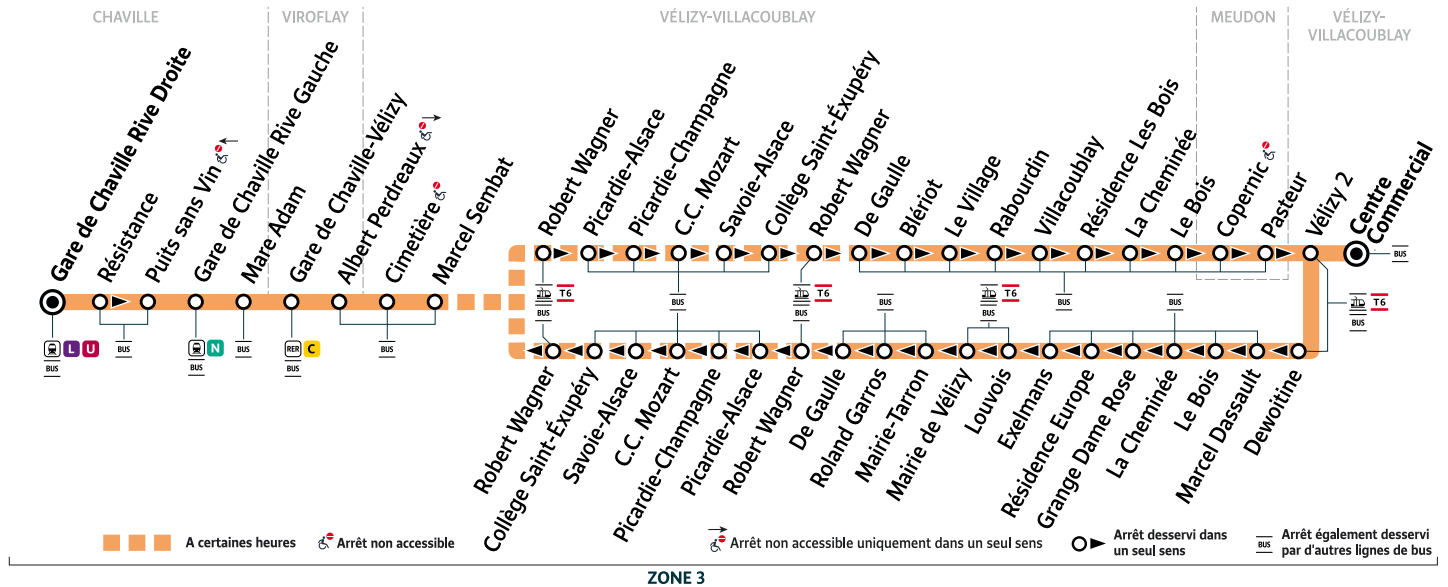 CHAVILLE
VIROFLAY
VÉLIZY-VILLACOUBLAY
MEUDON
VÉLIZY-
VILLACOUBLAY
Gare de Chaville Rive Droite
Résistance
Puits sans Vin
Gare de Chaville Rive Gauche
Mare Adam
Gare de Chaville-Vélizy
Albert Perdreaux
Cimetière
Marcel Sembat
Robert Wagner
Picardie-Alsace
Picardie-Champagne
C.C. Mozart
Savoie-Alsace
Collège Saint-Éxupéry
Robert Wagner
De Gaulle
Blériot
Le Village
Rabourdin
Villacoublay
Résidence Les Bois
La Cheminée
Le Bois
Copernic
Pasteur
Vélizy 2
Centre
Commercial
BUS
T6
BUS
BUS
T6
BUS
BUS
T6
BUS
BUS
BUS
T6
BUS
L U
BUS
BUS
N
BUS
BUS
RER C
BUS
BUS
Robert Wagner
Collège Saint-Éxupéry
Savoie-Alsace
C.C. Mozart
Picardie-Champagne
Picardie-Alsace
Robert Wagner
De Gaulle
Roland Garros
Mairie-Tarron
Mairie de Vélizy
Louvois
Exelmans
Résidence Europe
Grange Dame Rose
La Cheminée
Le Bois
Marcel Dassault
Dewoitine
A certaines heures
Arrêt non accessible
Arrêt non accessible uniquement dans un seul sens
Arrêt desservi dans
un seul sens
BUS
Arrêt également desservi
par d'autres lignes de bus
ZONE 3